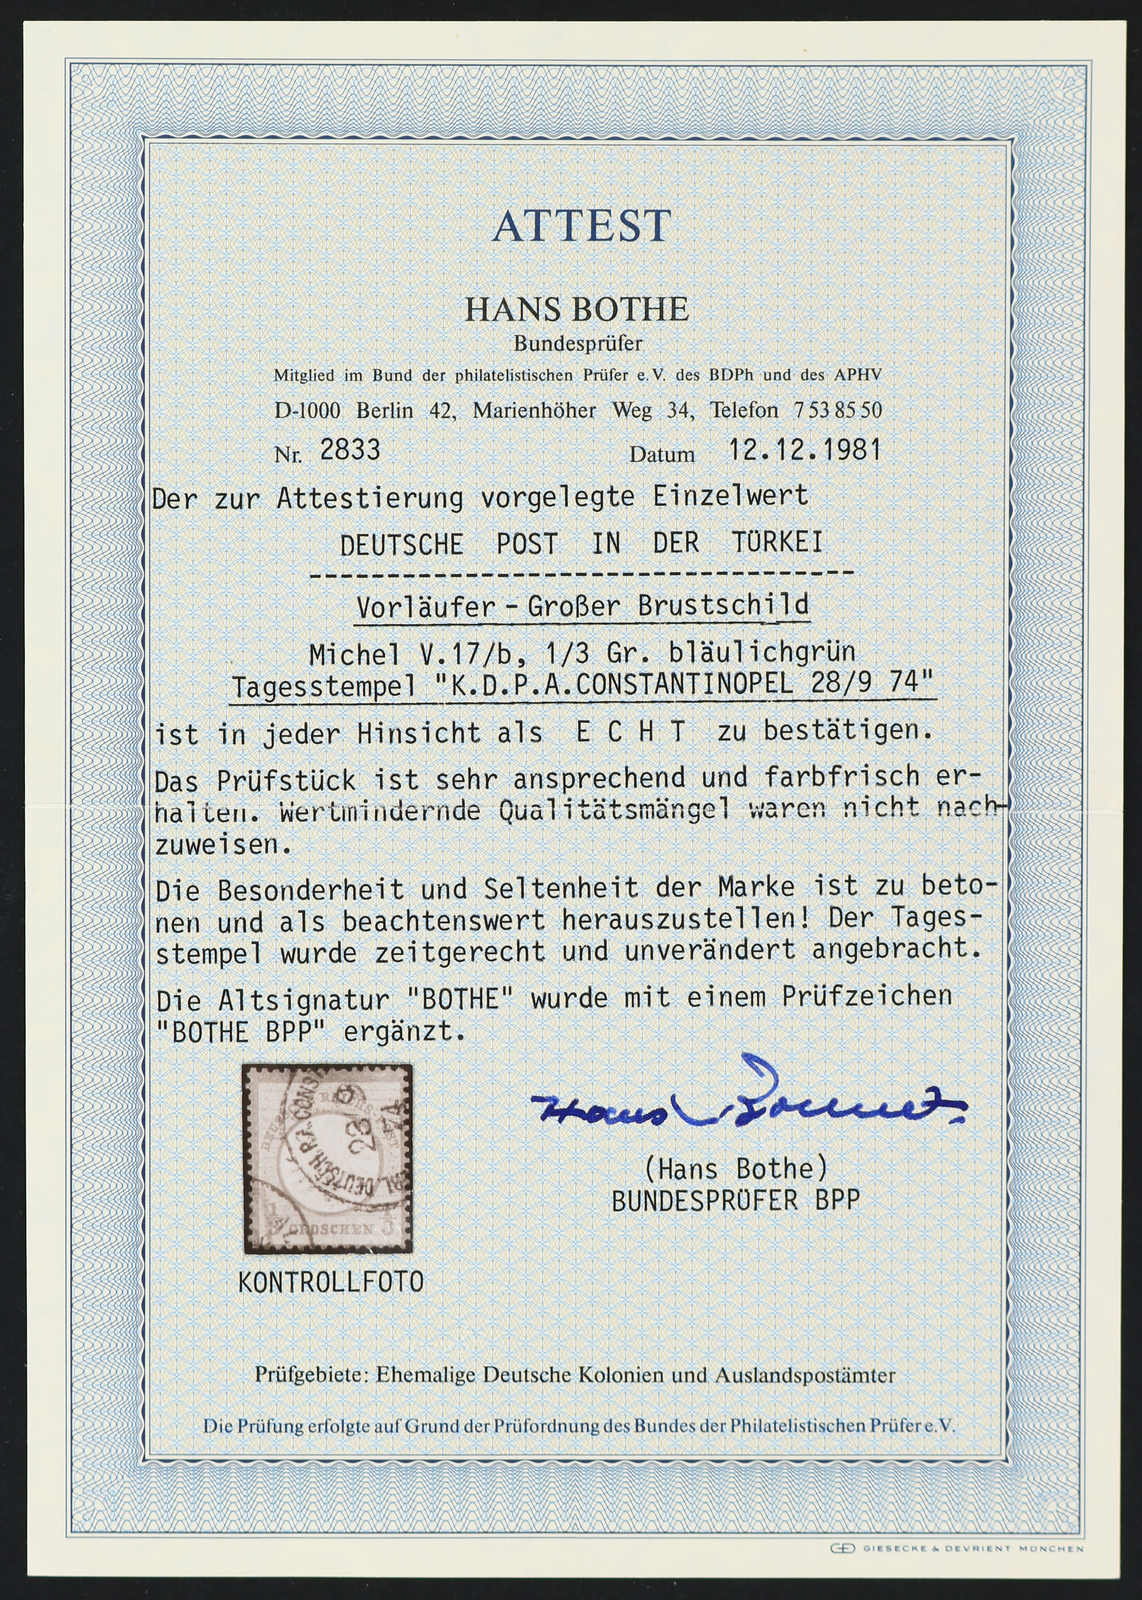 ATTEST
HANS BOTHE
Bundesprüfer
Mitglied im Bund der philatelistischen Prüfer e.V. des BDPh und des APHV
D-1000 Berlin 42, Marienhöher Weg 34, Telefon 7 53 85 50
Nr. 2833 Datum 12.12.1981
Der zur Attestierung vorgelegte Einzelwert
DEUTSCHE POST IN DER TÜRKEI
-----------------------------------
Vorläufer - Großer Brustschild
Michel V.17/b, 1/3 Gr. bläulichgrün
Tagesstempel "K.D.P.A.CONSTANTINOPEL 28/9 74"
ist in jeder Hinsicht als E C H T zu bestätigen.
Das Prüfstück ist sehr ansprechend und farbfrisch er-
halten. Wertmindernde Qualitätsmängel waren nicht nach-
zuweisen.
Die Besonderheit und Seltenheit der Marke ist zu beto-
nen und als beachtenswert herauszustellen! Der Tages-
stempel wurde zeitgerecht und unverändert angebracht.
Die Altsignatur "BOTHE" wurde mit einem Prüfzeichen
"BOTHE BPP" ergänzt.
GROSCHEN
(Hans Bothe)
BUNDESPRÜFER BPP
KONTROLLFOTO
Prüfgebiete: Ehemalige Deutsche Kolonien und Auslandspostämter
Die Prüfung erfolgte auf Grund der Prüfordnung des Bundes der Philatelistischen Prüfer e.V.
GIESECKE & DEVRIENT MÜNCHEN